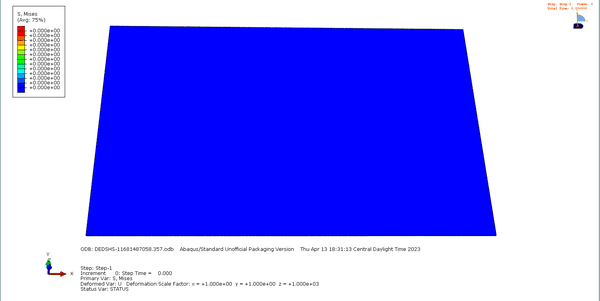 S, Mises
(Avg: 75%)
+0.000e+00
+0.000e+00
+0.000e+00
+0.000e+00
+0.000e+00
+0.000e+00
+0.000e+00
+0.000e+00
+0.000e+00
+0.000e+00
+0.000e+00
+0.000e+00
+0.000e+00
Step: Step-1 Frame: 0
Total Time: 0.000000
ODB: DEDSHS-11681487058.357.odb Abaqus/Standard Unofficial Packaging Version Thu Apr 13 18:31:13 Central Daylight Time 2023
Y
X
Step: Step-1
Increment 0: Step Time = 0.000
Primary Var: S, Mises
Deformed Var: U Deformation Scale Factor: x = +1.000e+00 y = +1.000e+00 z = +1.000e+03
Status Var: STATUS